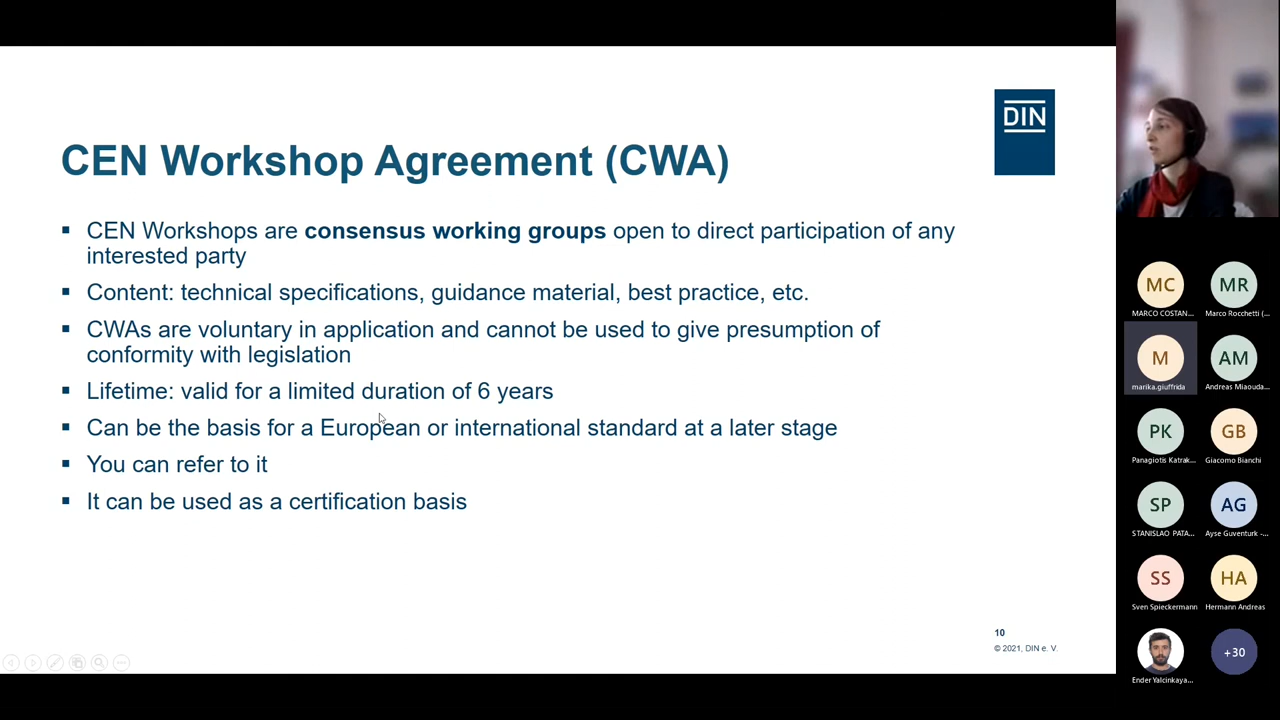 DIN
CEN Workshop Agreement (CWA)
▪ CEN Workshops are consensus working groups open to direct participation of any
interested party
▪ Content: technical specifications, guidance material, best practice, etc.
▪ CWAs are voluntary in application and cannot be used to give presumption of
conformity with legislation
▪ Lifetime: valid for a limited duration of 6 years
▪ Can be the basis for a European or international standard at a later stage
▪ You can refer to it
▪ It can be used as a certification basis
10
© 2021, DIN e. V.
MC
MR
MARCO COSTAN...
Marco Rocchetti (...
M
AM
marika.giuffrida
Andreas Miaouda...
PK
GB
Panagiotis Katrak...
Giacomo Bianchi
SP
AG
STANISLAO PATA...
Ayse Guventurk -...
SS
HA
Sven Spieckermann
Hermann Andreas
+30
Ender Yalcinkaya...